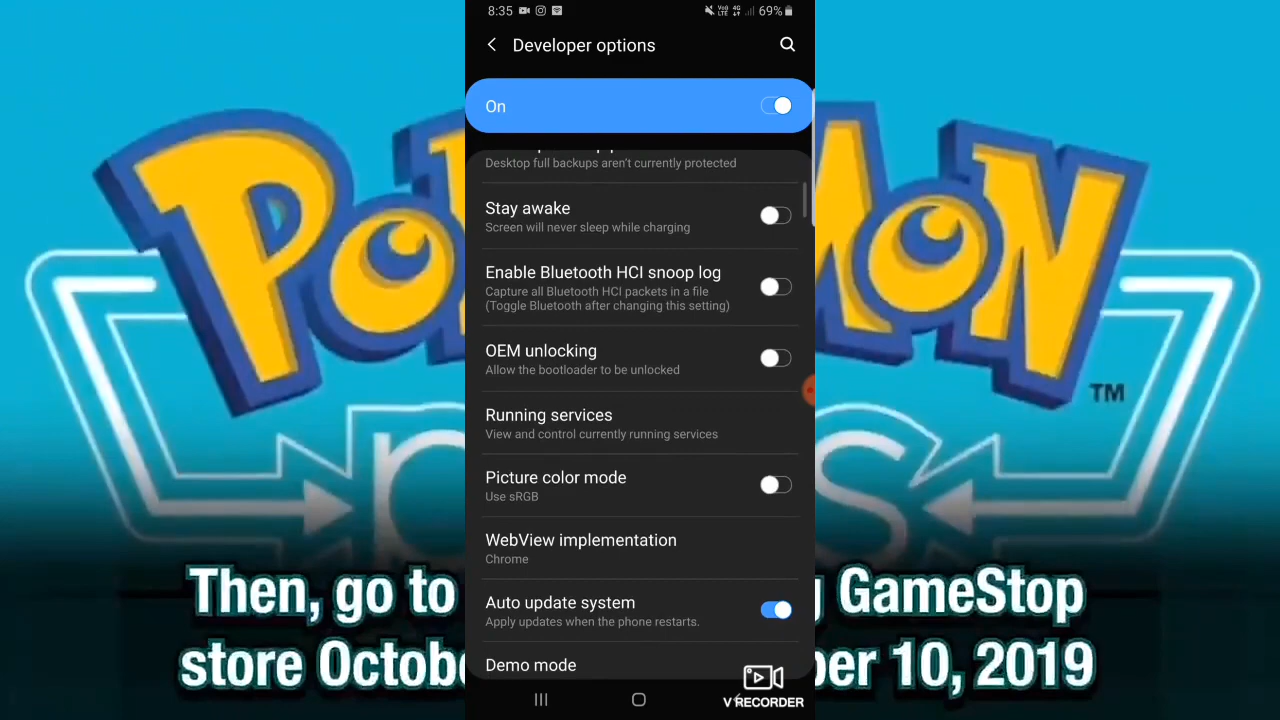 8:35
Vo)) LTE 4G 69%
Developer options
On
Desktop full backups aren't currently protected
Stay awake
Screen will never sleep while charging
Enable Bluetooth HCI snoop log
Capture all Bluetooth HCI packets in a file
(Toggle Bluetooth after changing this setting)
OEM unlocking
Allow the bootloader to be unlocked
Running services
View and control currently running services
Picture color mode
Use sRGB
WebView implementation
Chrome
Auto update system
Apply updates when the phone restarts.
Demo mode
V RECORDER
TM
Then, go to GameStop
store 10, 2019